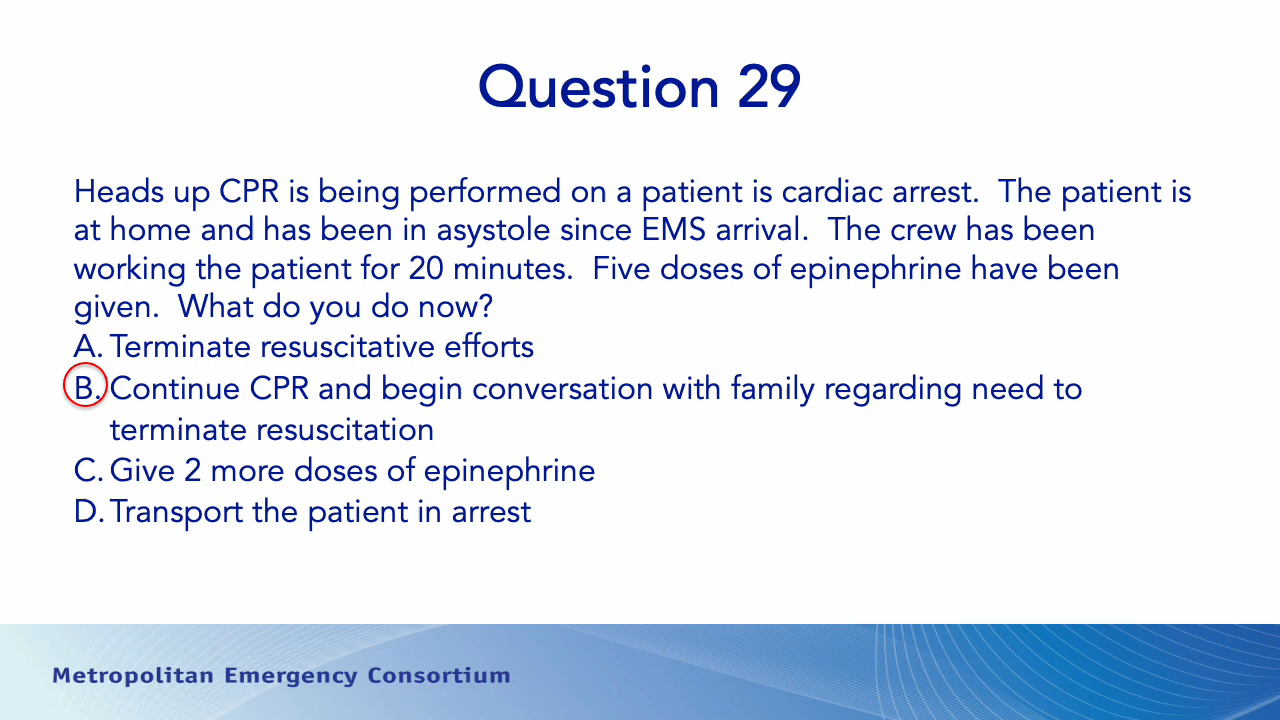 Question 29
Heads up CPR is being performed on a patient is cardiac arrest. The patient is
at home and has been in asystole since EMS arrival. The crew has been
working the patient for 20 minutes. Five doses of epinephrine have been
given. What do you do now?
A. Terminate resuscitative efforts
B. Continue CPR and begin conversation with family regarding need to
terminate resuscitation
C. Give 2 more doses of epinephrine
D. Transport the patient in arrest
Metropolitan Emergency Consortium